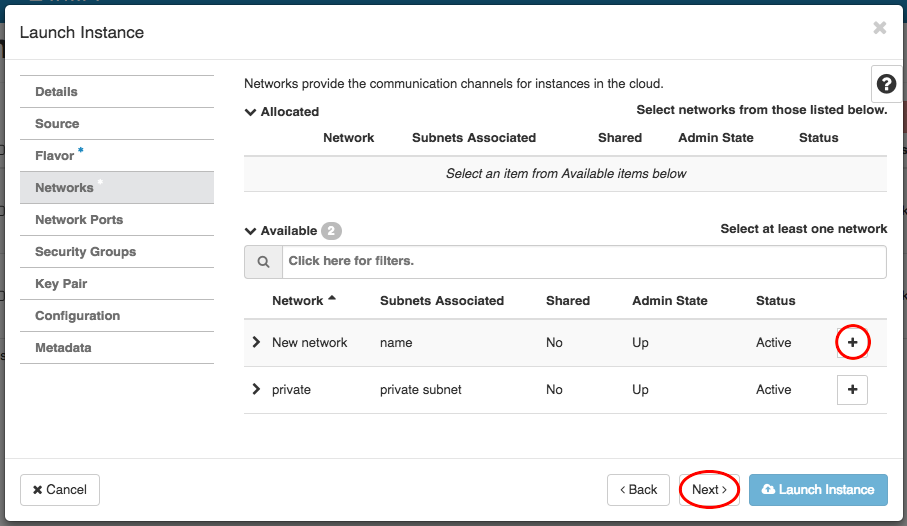 Launch Instance
Details
Source
Flavor *
Networks *
Network Ports
Security Groups
Key Pair
Configuration
Metadata
Networks provide the communication channels for instances in the cloud.
Allocated
Select networks from those listed below.
Network Subnets Associated Shared Admin State Status
Select an item from Available items below
Available 2
Select at least one network
Click here for filters.
Network Subnets Associated Shared Admin State Status
New network name No Up Active +
private private subnet No Up Active +
Cancel
‹ Back
Next ›
Launch Instance